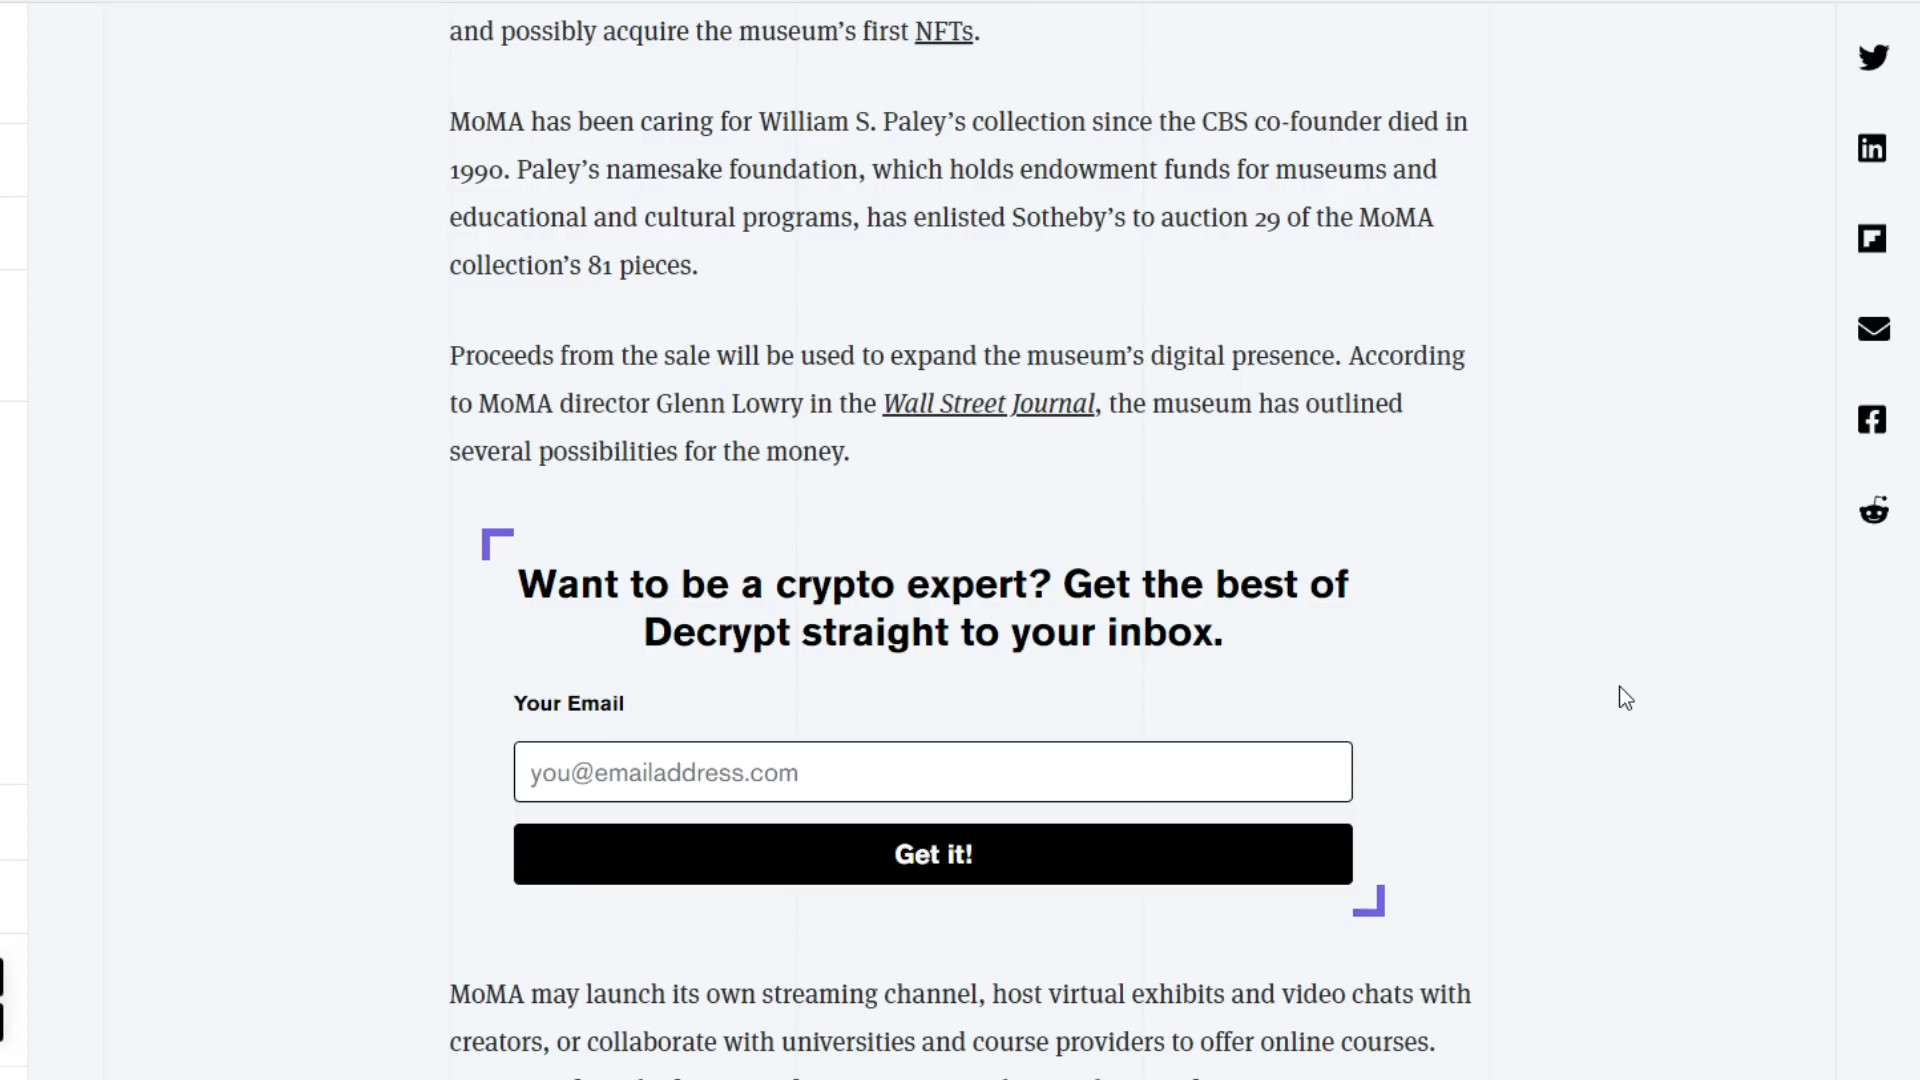 and possibly acquire the museum’s first NFTs.
MoMA has been caring for William S. Paley’s collection since the CBS co-founder died in
1990. Paley’s namesake foundation, which holds endowment funds for museums and
educational and cultural programs, has enlisted Sotheby’s to auction 29 of the MoMA
collection’s 81 pieces.
Proceeds from the sale will be used to expand the museum’s digital presence. According
to MoMA director Glenn Lowry in the Wall Street Journal, the museum has outlined
several possibilities for the money.
Want to be a crypto expert? Get the best of
Decrypt straight to your inbox.
Your Email
you@emailaddress.com
Get it!
MoMA may launch its own streaming channel, host virtual exhibits and video chats with
creators, or collaborate with universities and course providers to offer online courses.